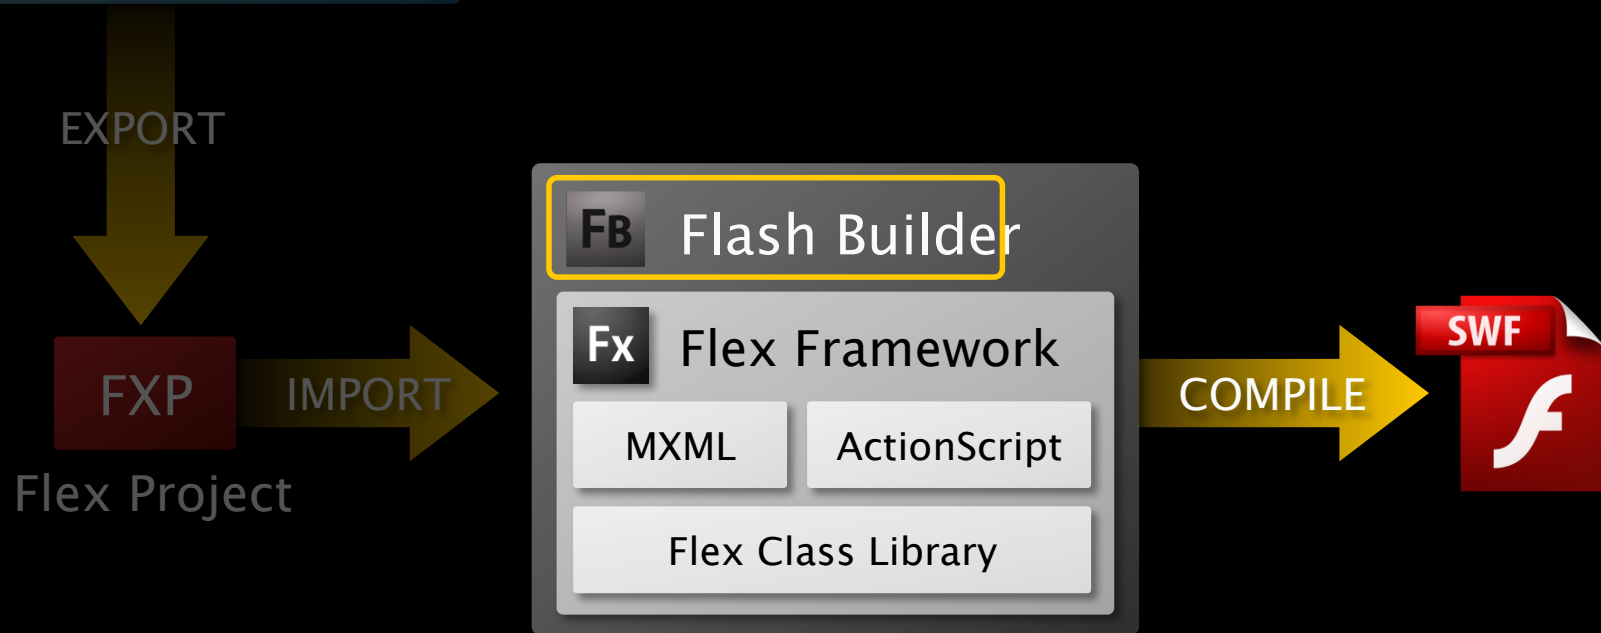 EXPORT
FB Flash Builder
Fx Flex Framework
SWF
FXP
IMPORT
COMPILE
MXML
ActionScript
Flex Project
Flex Class Library